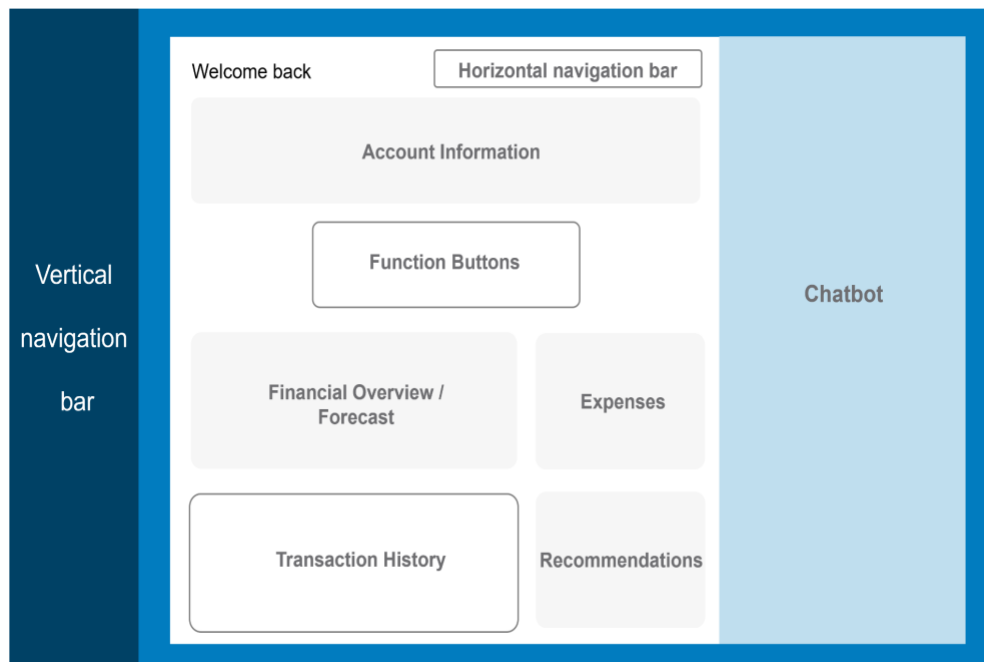 Welcome back
Horizontal navigation bar
Account Information
Function Buttons
Vertical
navigation
bar
Chatbot
Financial Overview /
Forecast
Expenses
Transaction History
Recommendations